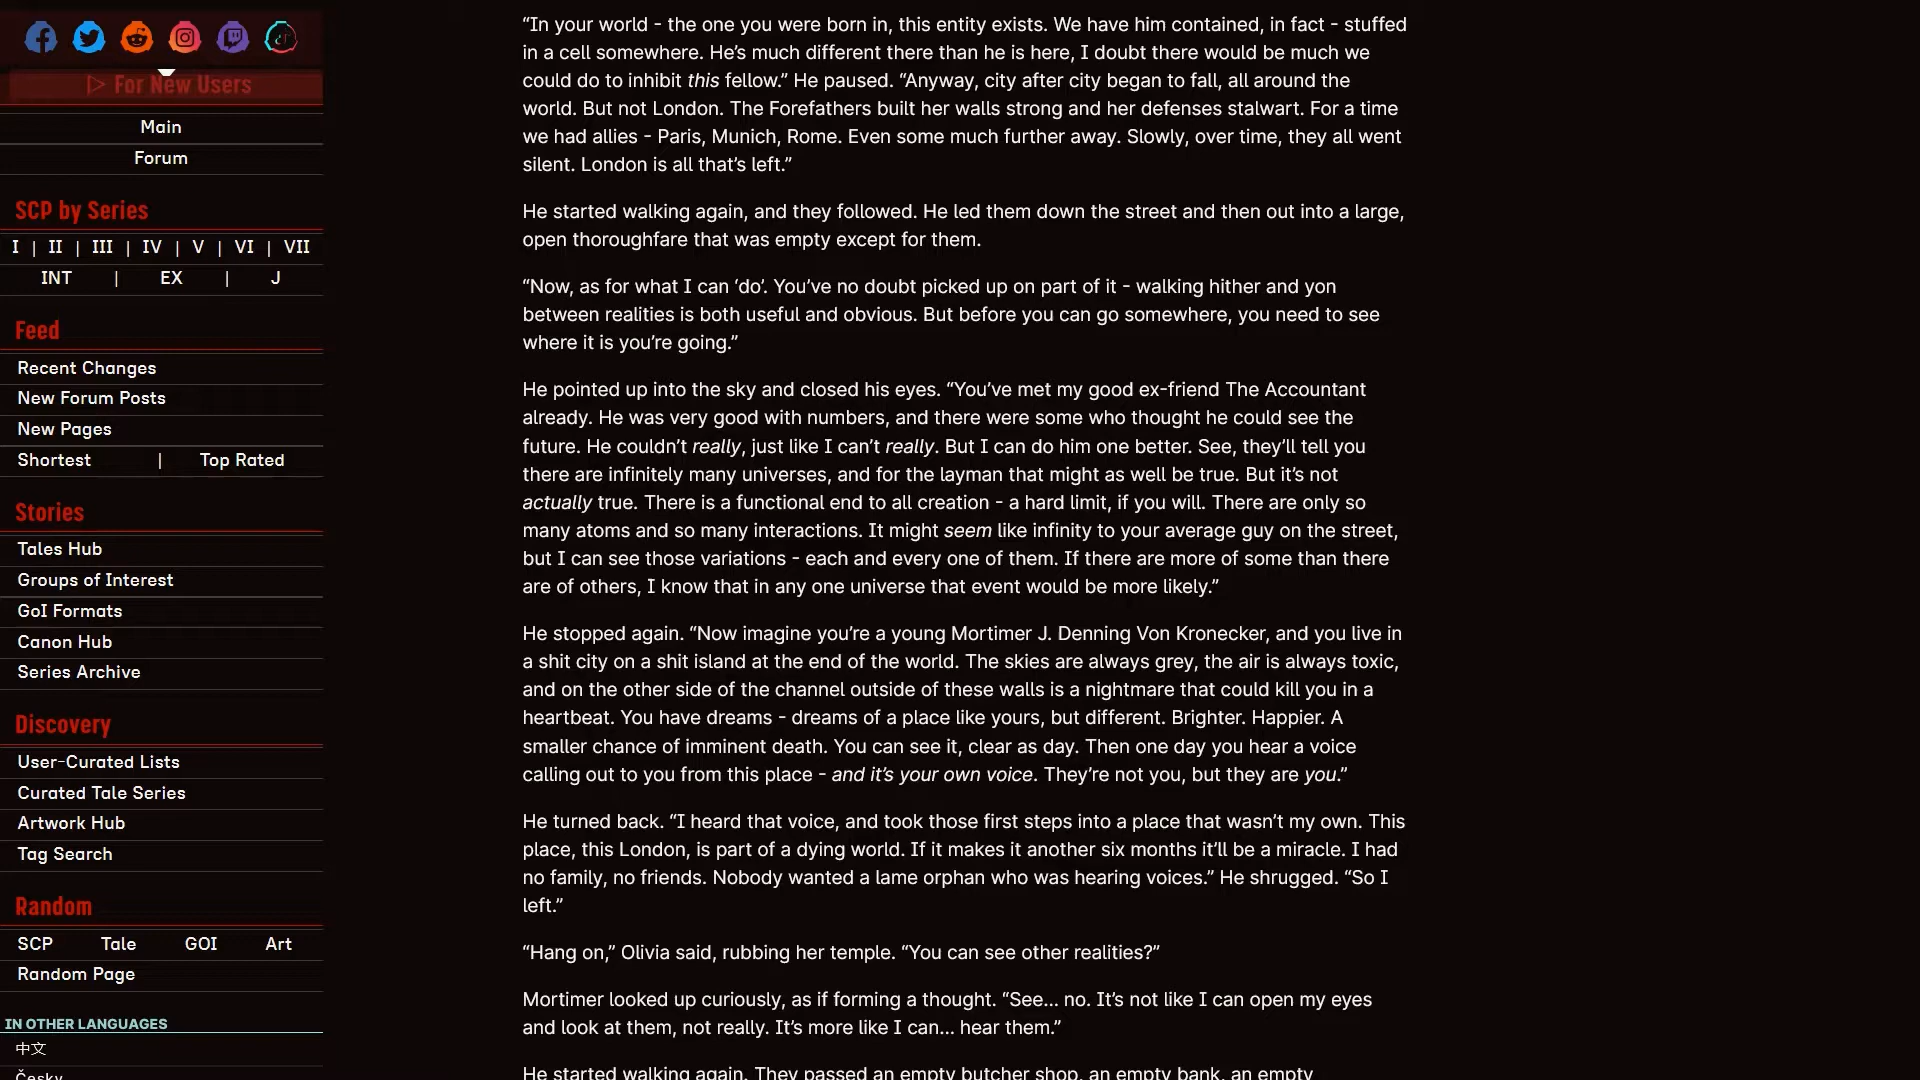 ▷ For New Users
Main
Forum
SCP by Series
I | II | III | IV | V | VI | VII
INT | EX | J
Feed
Recent Changes
New Forum Posts
New Pages
Shortest | Top Rated
Stories
Tales Hub
Groups of Interest
GoI Formats
Canon Hub
Series Archive
Discovery
User-Curated Lists
Curated Tale Series
Artwork Hub
Tag Search
Random
SCP Tale GOI Art
Random Page
IN OTHER LANGUAGES
中文
Česky
“In your world - the one you were born in, this entity exists. We have him contained, in fact - stuffed
in a cell somewhere. He’s much different there than he is here, I doubt there would be much we
could do to inhibit this fellow.” He paused. “Anyway, city after city began to fall, all around the
world. But not London. The Forefathers built her walls strong and her defenses stalwart. For a time
we had allies - Paris, Munich, Rome. Even some much further away. Slowly, over time, they all went
silent. London is all that’s left.”
He started walking again, and they followed. He led them down the street and then out into a large,
open thoroughfare that was empty except for them.
“Now, as for what I can ‘do’. You’ve no doubt picked up on part of it - walking hither and yon
between realities is both useful and obvious. But before you can go somewhere, you need to see
where it is you’re going.”
He pointed up into the sky and closed his eyes. “You’ve met my good ex-friend The Accountant
already. He was very good with numbers, and there were some who thought he could see the
future. He couldn’t really, just like I can’t really. But I can do him one better. See, they’ll tell you
there are infinitely many universes, and for the layman that might as well be true. But it’s not
actually true. There is a functional end to all creation - a hard limit, if you will. There are only so
many atoms and so many interactions. It might seem like infinity to your average guy on the street,
but I can see those variations - each and every one of them. If there are more of some than there
are of others, I know that in any one universe that event would be more likely.”
He stopped again. “Now imagine you’re a young Mortimer J. Denning Von Kronecker, and you live in
a shit city on a shit island at the end of the world. The skies are always grey, the air is always toxic,
and on the other side of the channel outside of these walls is a nightmare that could kill you in a
heartbeat. You have dreams - dreams of a place like yours, but different. Brighter. Happier. A
smaller chance of imminent death. You can see it, clear as day. Then one day you hear a voice
calling out to you from this place - and it’s your own voice. They’re not you, but they are you.”
He turned back. “I heard that voice, and took those first steps into a place that wasn’t my own. This
place, this London, is part of a dying world. If it makes it another six months it’ll be a miracle. I had
no family, no friends. Nobody wanted a lame orphan who was hearing voices.” He shrugged. “So I
left.”
“Hang on,” Olivia said, rubbing her temple. “You can see other realities?”
Mortimer looked up curiously, as if forming a thought. “See... no. It’s not like I can open my eyes
and look at them, not really. It’s more like I can... hear them.”
He started walking again. They passed an empty butcher shop, an empty bank, an empty